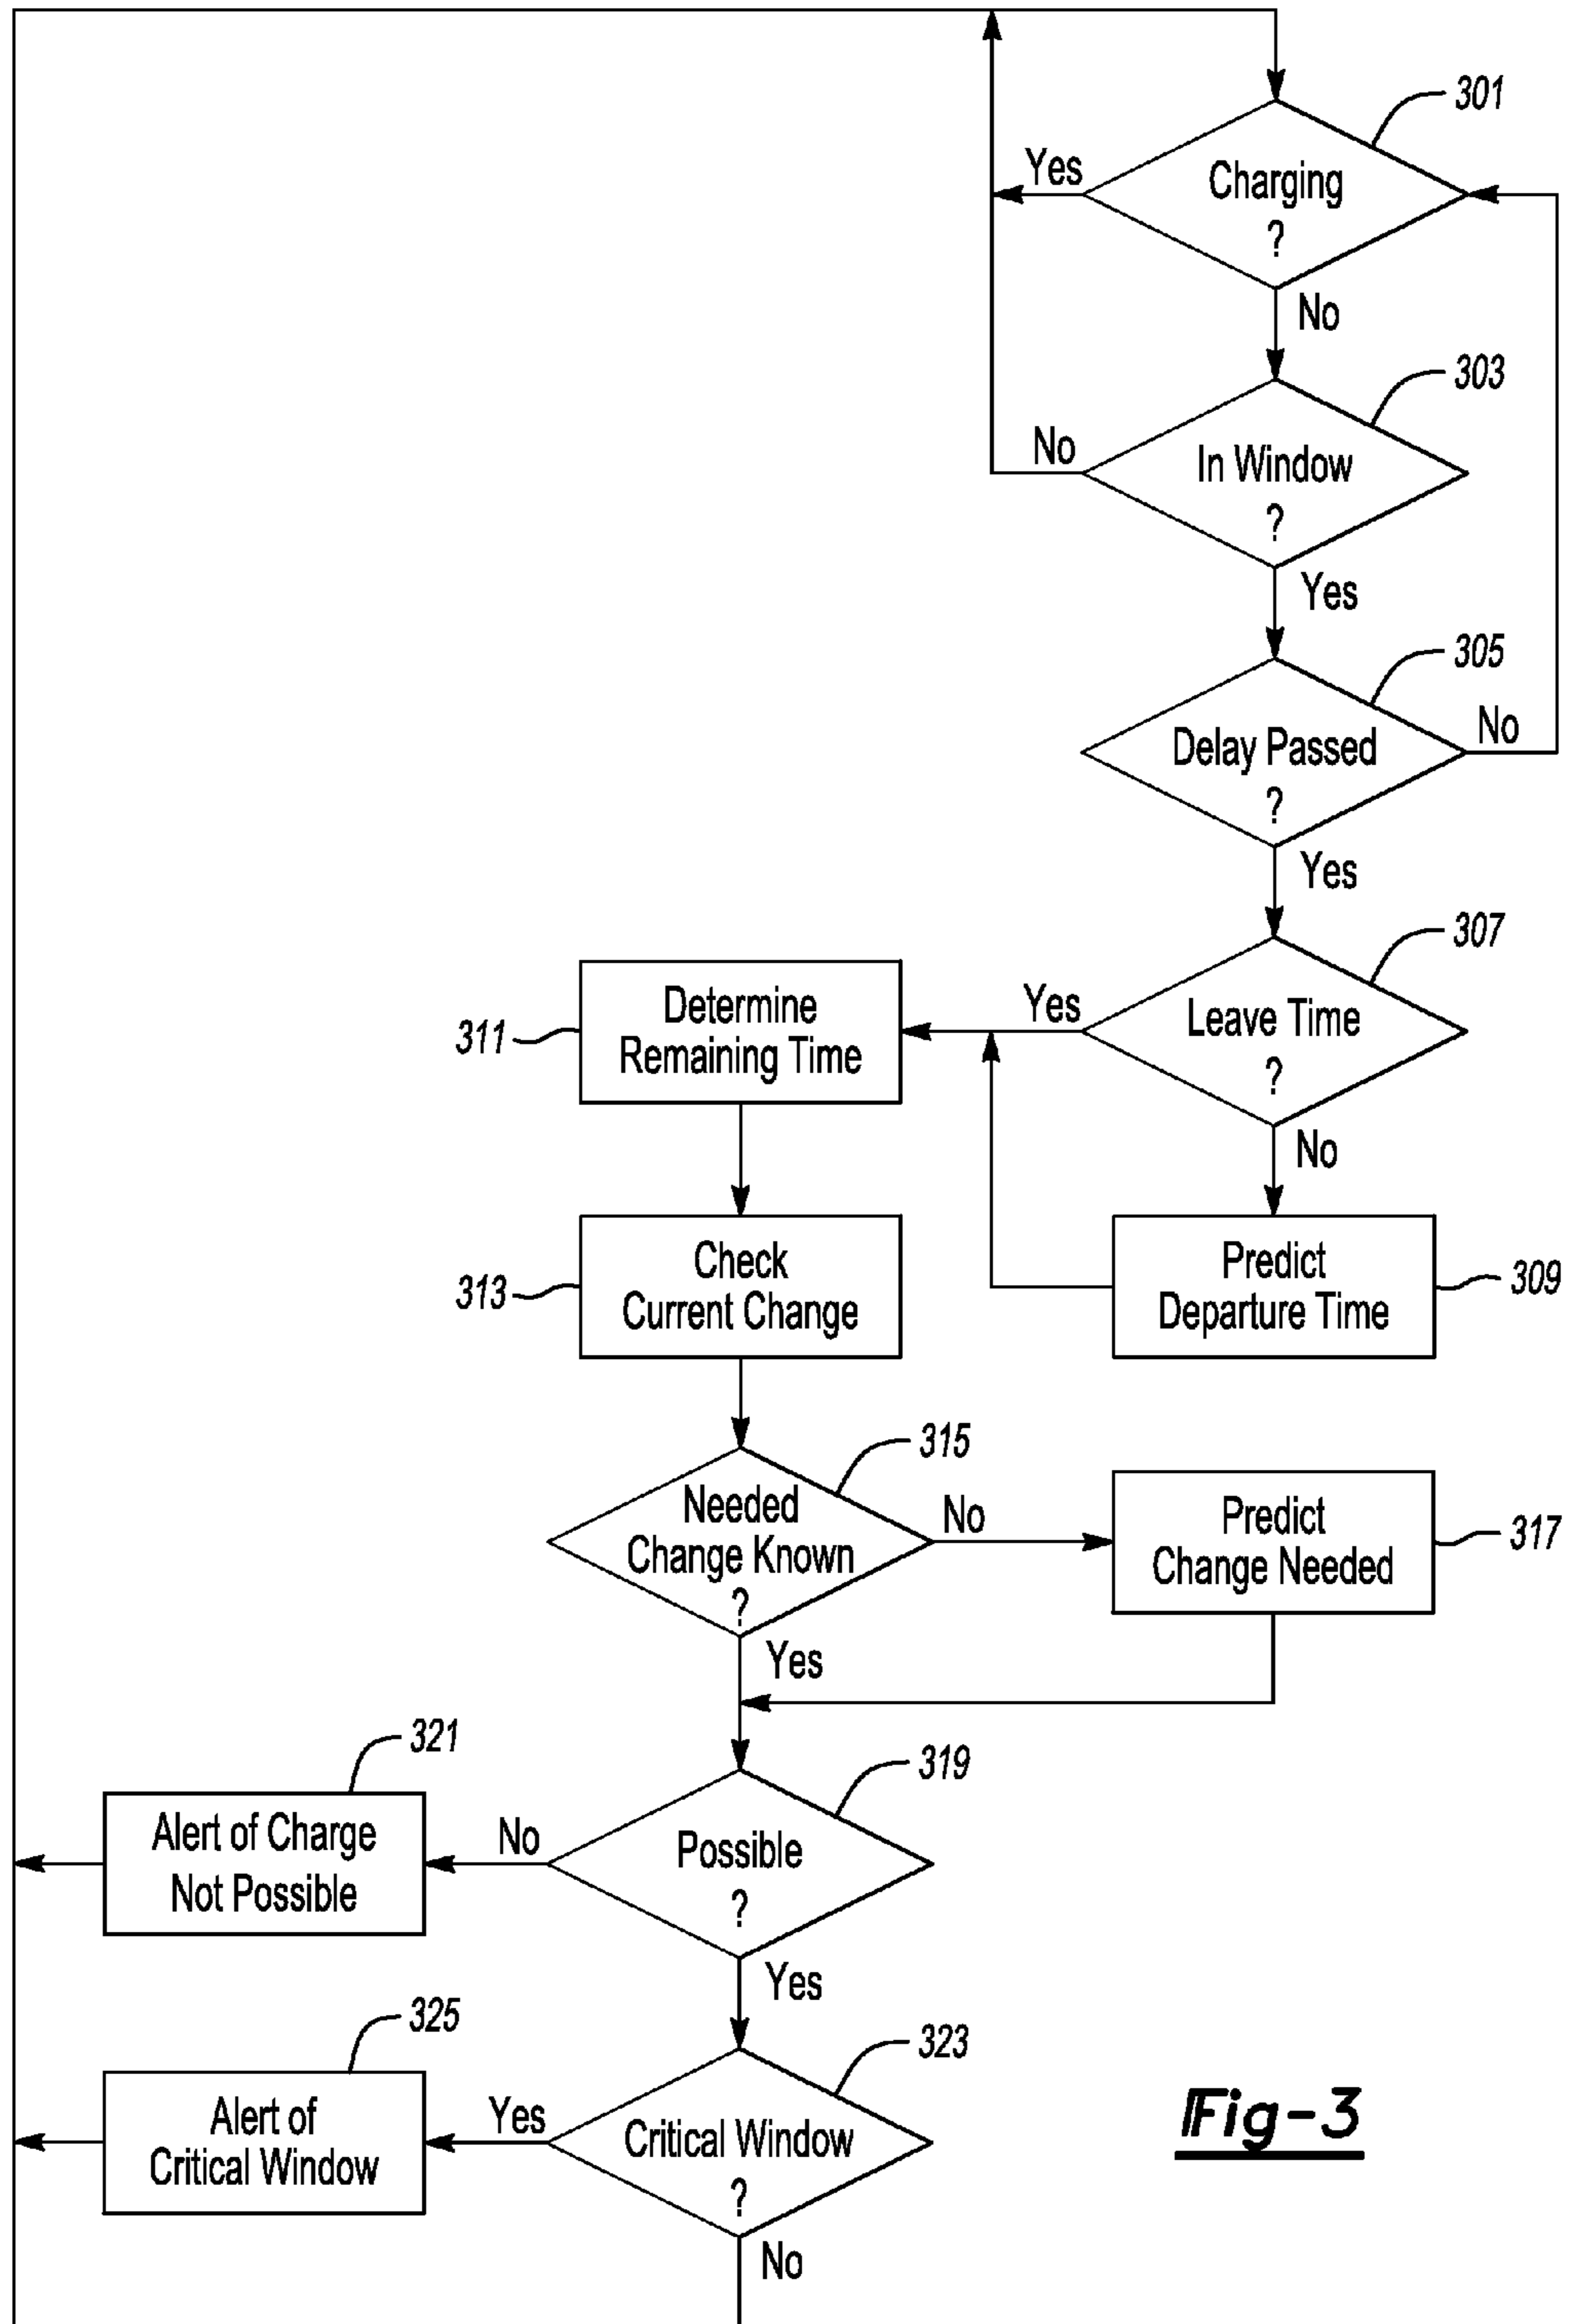 301
Yes
Charging
?
No
303
No
In Window
?
Yes
305
Delay Passed
?
No
Yes
307
Determine
Remaining Time
311
Yes
Leave Time
?
No
Check
Current Change
313
Predict
Departure Time
309
315
Needed
Change Known
?
No
Predict
Change Needed
317
Yes
321
319
Alert of Charge
Not Possible
No
Possible
?
Yes
325
323
Alert of
Critical Window
Yes
Critical Window
?
No
Fig-3